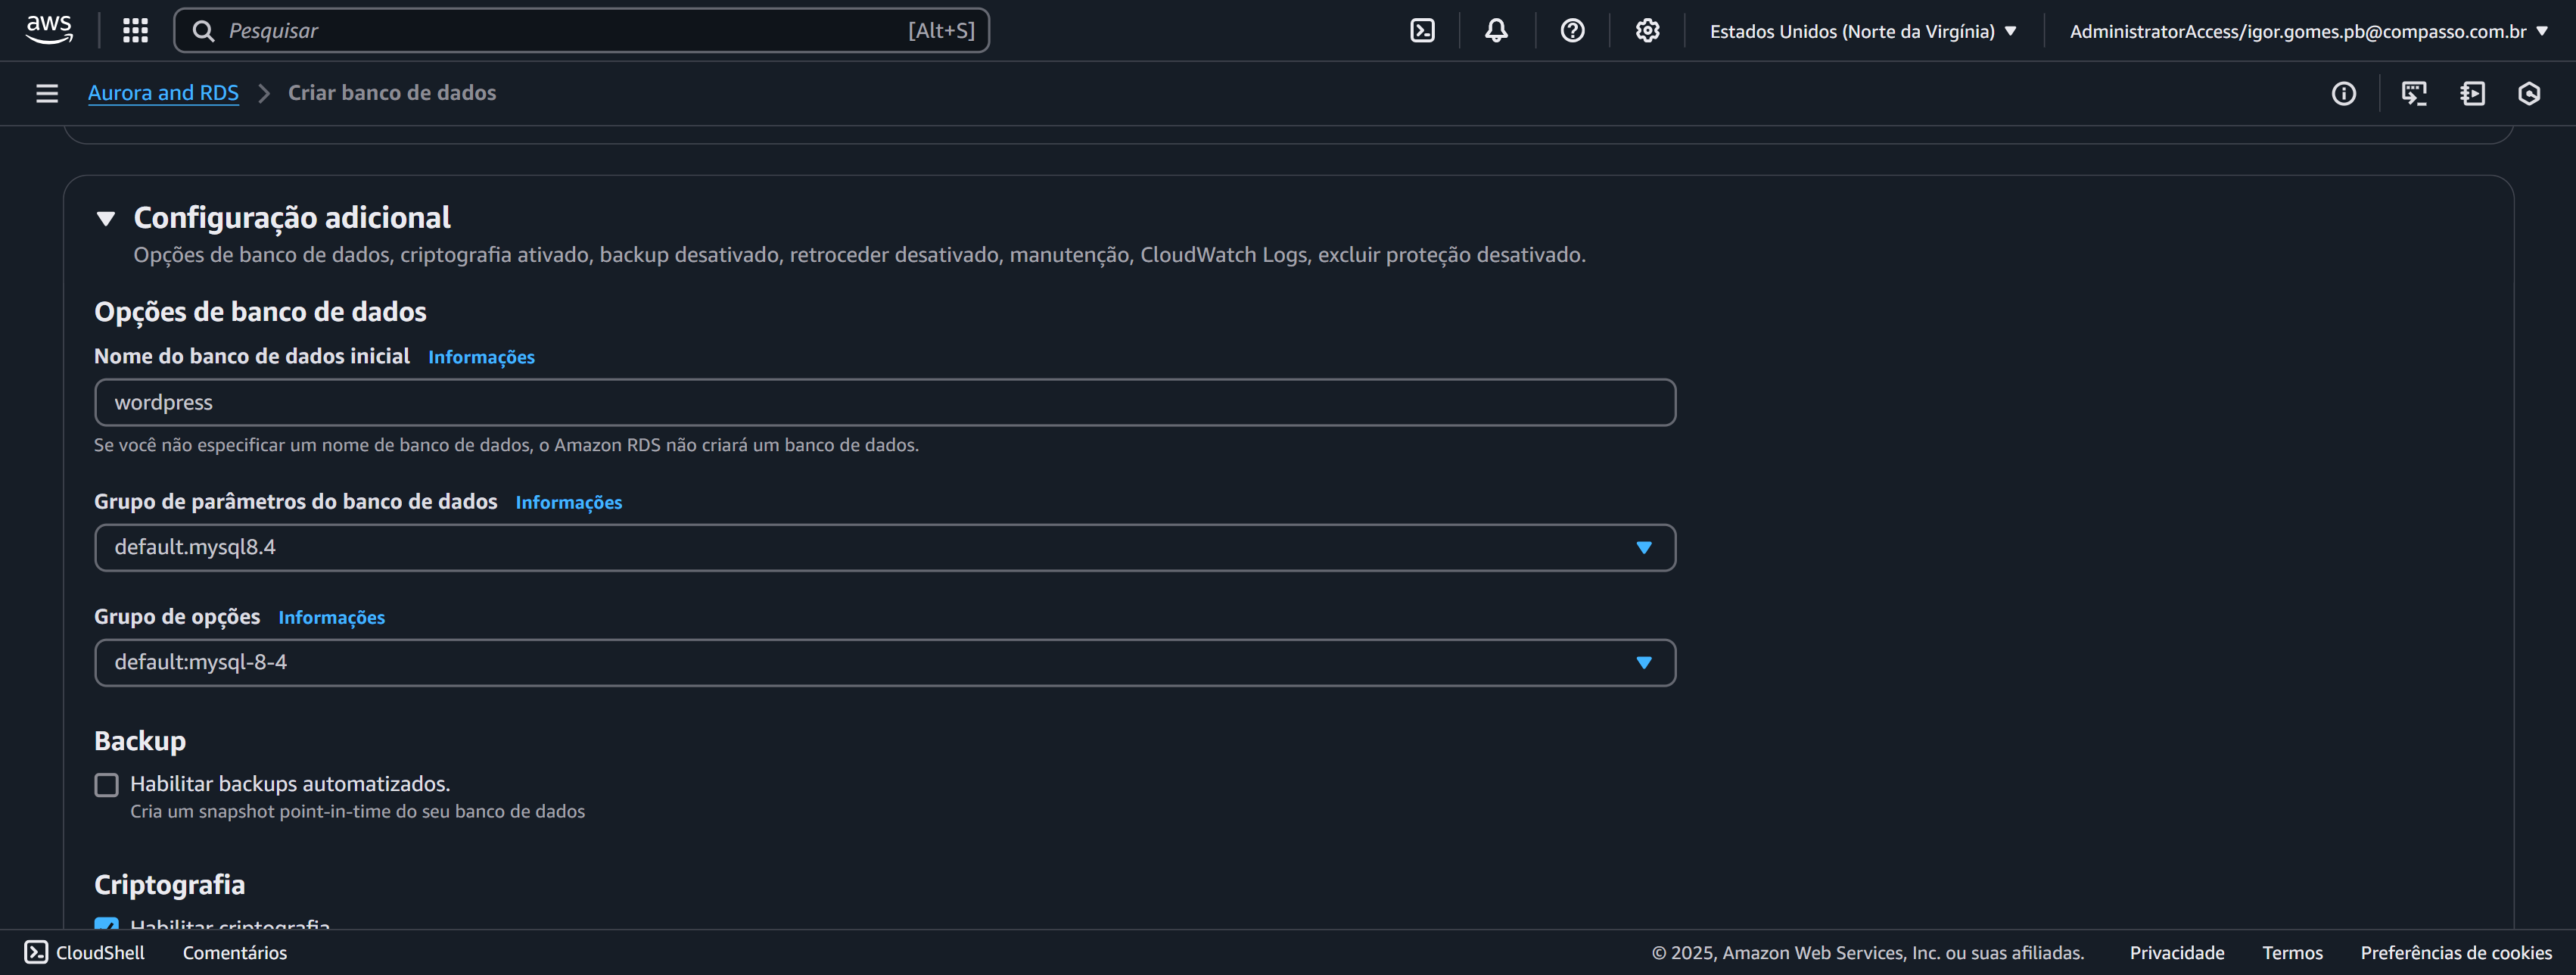 aws
Pesquisar
[Alt+S]
Estados Unidos (Norte da Virgínia)
AdministratorAccess/igor.gomes.pb@compasso.com.br
Aurora and RDS
Criar banco de dados
Configuração adicional
Opções de banco de dados, criptografia ativado, backup desativado, retroceder desativado, manutenção, CloudWatch Logs, excluir proteção desativado.
Opções de banco de dados
Nome do banco de dados inicial Informações
wordpress
Se você não especificar um nome de banco de dados, o Amazon RDS não criará um banco de dados.
Grupo de parâmetros do banco de dados Informações
default.mysql8.4
Grupo de opções Informações
default:mysql-8-4
Backup
Habilitar backups automatizados.
Cria um snapshot point-in-time do seu banco de dados
Criptografia
Habilitar criptografia
CloudShell
Comentários
© 2025, Amazon Web Services, Inc. ou suas afiliadas.
Privacidade
Termos
Preferências de cookies